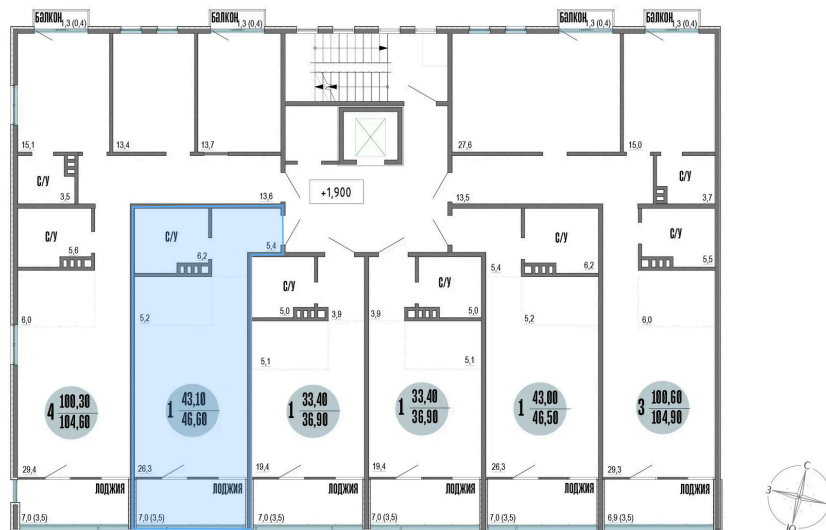 БАЛКОН
1,3 (0,4)
БАЛКОН
1,3 (0,4)
БАЛКОН
1,3 (0,4)
БАЛКОН
1,3 (0,4)
15,1
13,4
13,7
27,6
15,0
С/У
3,5
13,6
+1,900
13,5
С/У
3,7
С/У
5,6
С/У
6,2
5,4
С/У
5,0
С/У
5,0
5,4
С/У
6,2
С/У
5,5
6,0
5,2
3,9
3,9
5,2
6,0
5,1
5,1
4
100,30
104,60
1
43,10
46,60
1
33,40
36,90
1
33,40
36,90
1
43,00
46,50
3
100,60
104,90
29,4
26,3
19,4
19,4
26,3
29,3
ЛОДЖИЯ
ЛОДЖИЯ
ЛОДЖИЯ
ЛОДЖИЯ
ЛОДЖИЯ
ЛОДЖИЯ
7,0 (3,5)
7,0 (3,5)
7,0 (3,5)
7,0 (3,5)
7,0 (3,5)
6,9 (3,5)
С
З
Ю